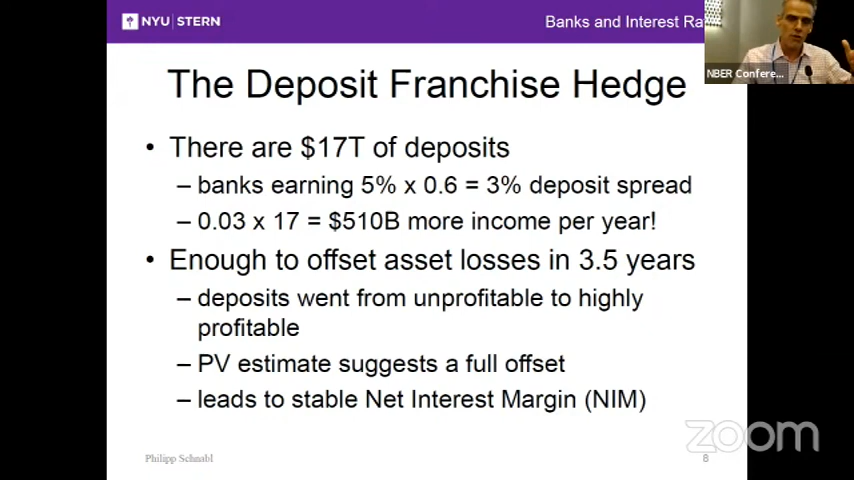 NYU STERN
Banks and Interest Ra
NBER Confere...
The Deposit Franchise Hedge
• There are $17T of deposits
– banks earning 5% x 0.6 = 3% deposit spread
– 0.03 x 17 = $510B more income per year!
• Enough to offset asset losses in 3.5 years
– deposits went from unprofitable to highly
profitable
– PV estimate suggests a full offset
– leads to stable Net Interest Margin (NIM)
zoom
Philipp Schnabl
8